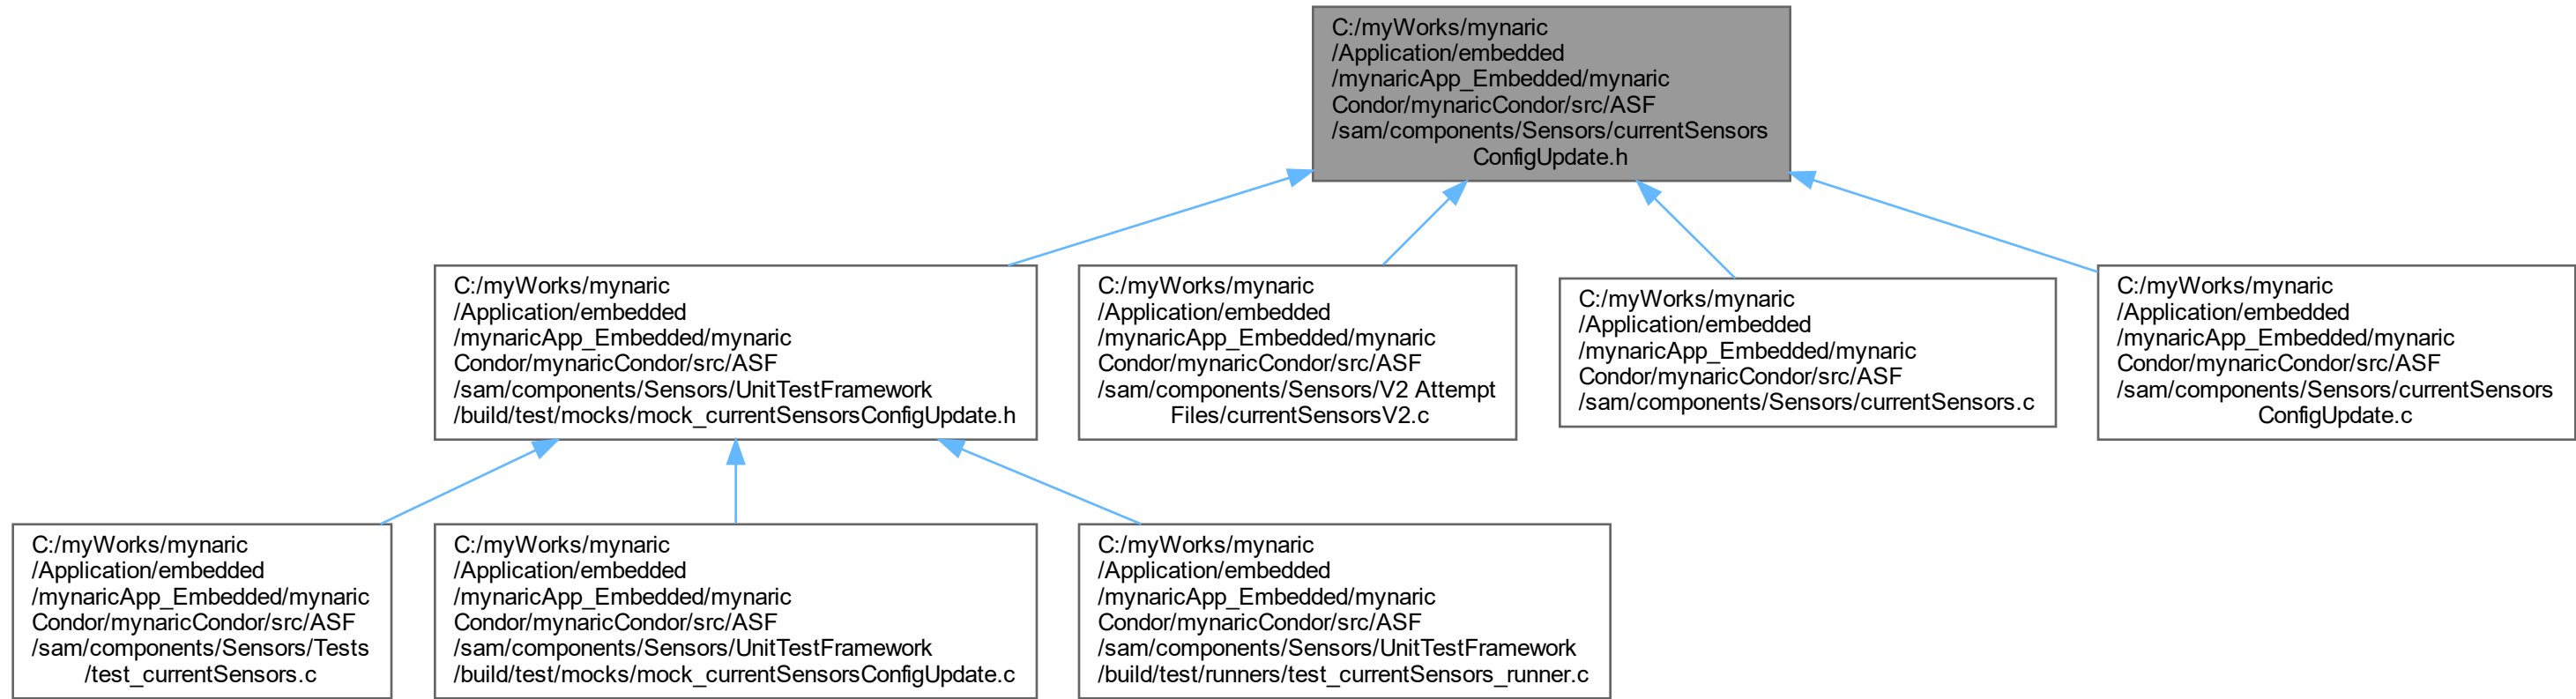 C:/myWorks/mynaric
/Application/embedded
/mynaricApp_Embedded/mynaric
Condor/mynaricCondor/src/ASF
/sam/components/Sensors/currentSensors
ConfigUpdate.h
C:/myWorks/mynaric
/Application/embedded
/mynaricApp_Embedded/mynaric
Condor/mynaricCondor/src/ASF
/sam/components/Sensors/UnitTestFramework
/build/test/mocks/mock_currentSensorsConfigUpdate.h
C:/myWorks/mynaric
/Application/embedded
/mynaricApp_Embedded/mynaric
Condor/mynaricCondor/src/ASF
/sam/components/Sensors/V2 Attempt
Files/currentSensorsV2.c
C:/myWorks/mynaric
/Application/embedded
/mynaricApp_Embedded/mynaric
Condor/mynaricCondor/src/ASF
/sam/components/Sensors/currentSensors.c
C:/myWorks/mynaric
/Application/embedded
/mynaricApp_Embedded/mynaric
Condor/mynaricCondor/src/ASF
/sam/components/Sensors/currentSensors
ConfigUpdate.c
C:/myWorks/mynaric
/Application/embedded
/mynaricApp_Embedded/mynaric
Condor/mynaricCondor/src/ASF
/sam/components/Sensors/Tests
/test_currentSensors.c
C:/myWorks/mynaric
/Application/embedded
/mynaricApp_Embedded/mynaric
Condor/mynaricCondor/src/ASF
/sam/components/Sensors/UnitTestFramework
/build/test/mocks/mock_currentSensorsConfigUpdate.c
C:/myWorks/mynaric
/Application/embedded
/mynaricApp_Embedded/mynaric
Condor/mynaricCondor/src/ASF
/sam/components/Sensors/UnitTestFramework
/build/test/runners/test_currentSensors_runner.c